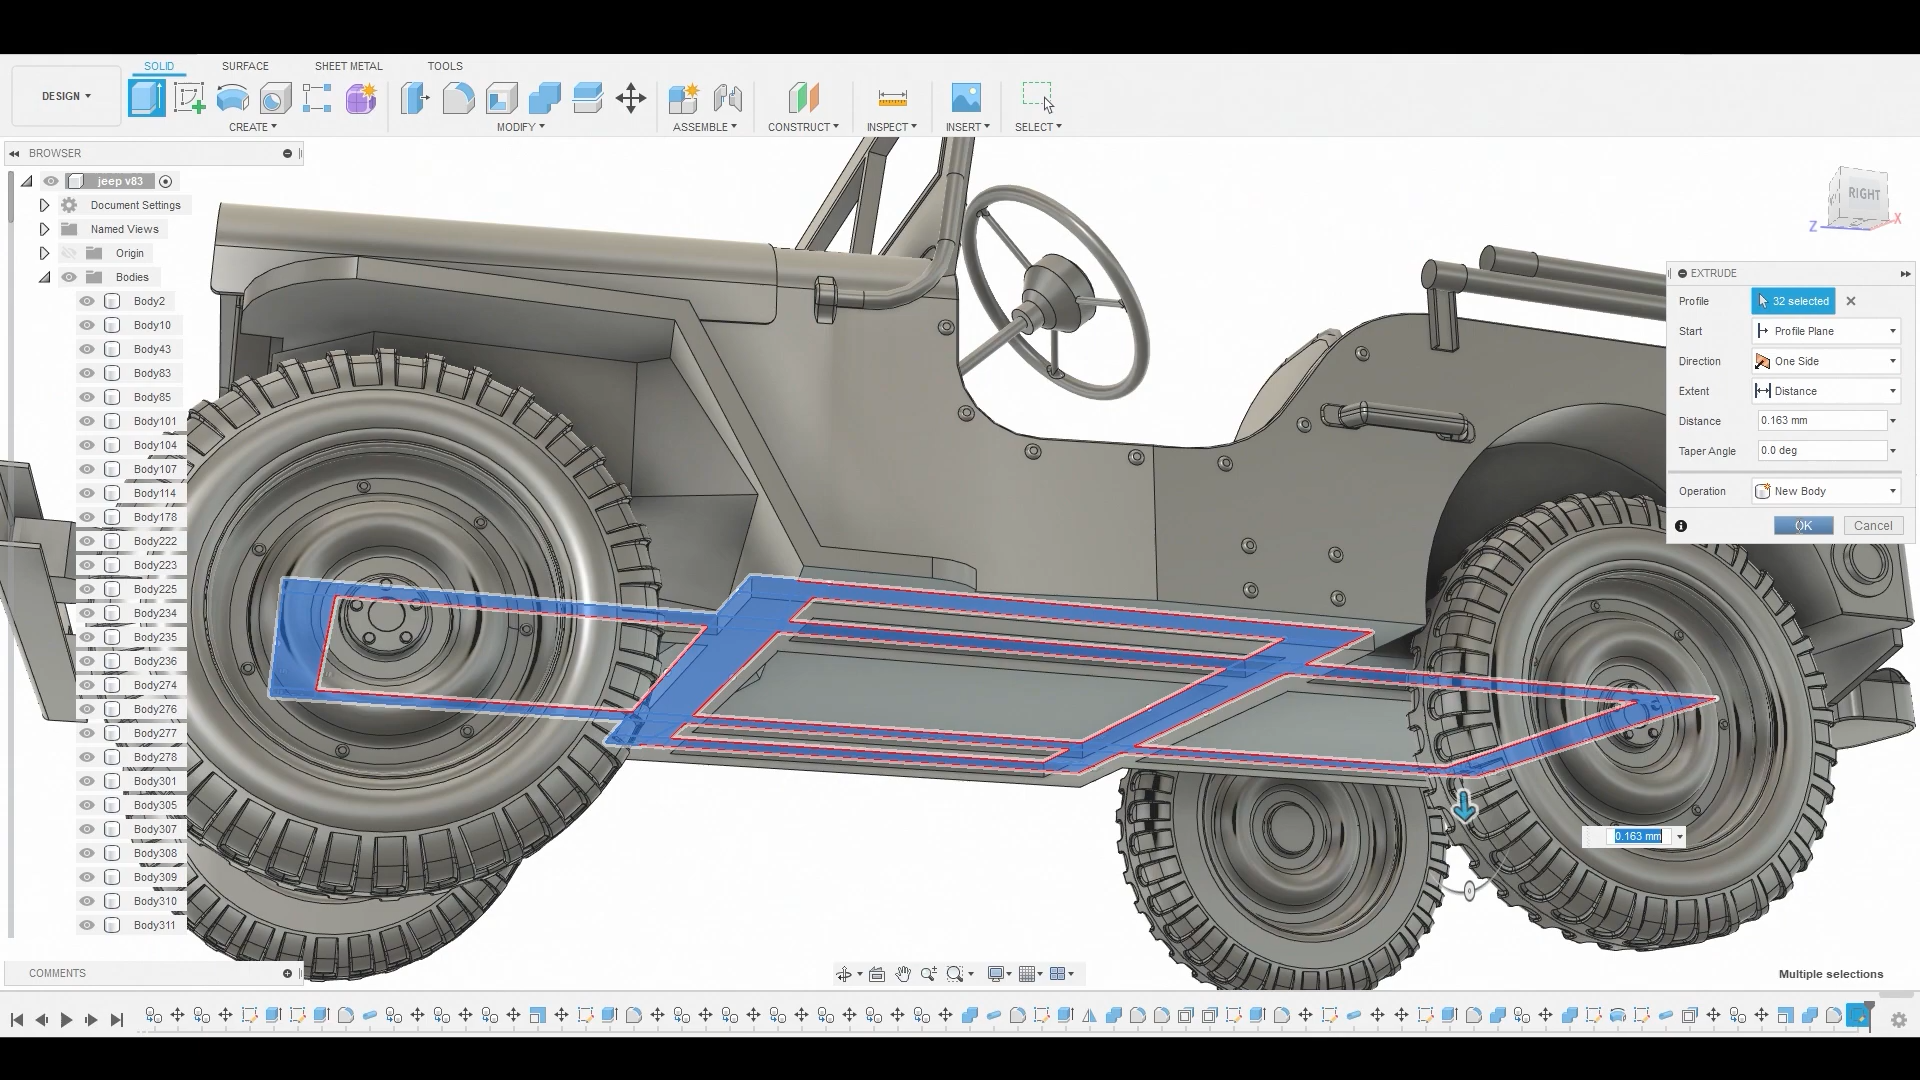 SOLID SURFACE SHEET METAL TOOLS
DESIGN
CREATE MODIFY ASSEMBLE CONSTRUCT INSPECT INSERT SELECT
BROWSER
jeep v83
Document Settings
Named Views
Origin
Bodies
Body2
Body10
Body43
Body83
Body85
Body101
Body104
Body107
Body114
Body178
Body222
Body223
Body225
Body234
Body235
Body236
Body274
Body276
Body277
Body278
Body301
Body305
Body307
Body308
Body309
Body310
Body311
COMMENTS
RIGHT
Z
X
EXTRUDE
Profile 32 selected
Start Profile Plane
Direction One Side
Extent Distance
Distance 0.163 mm
Taper Angle 0.0 deg
Operation New Body
OK Cancel
0.163 mm
Multiple selections